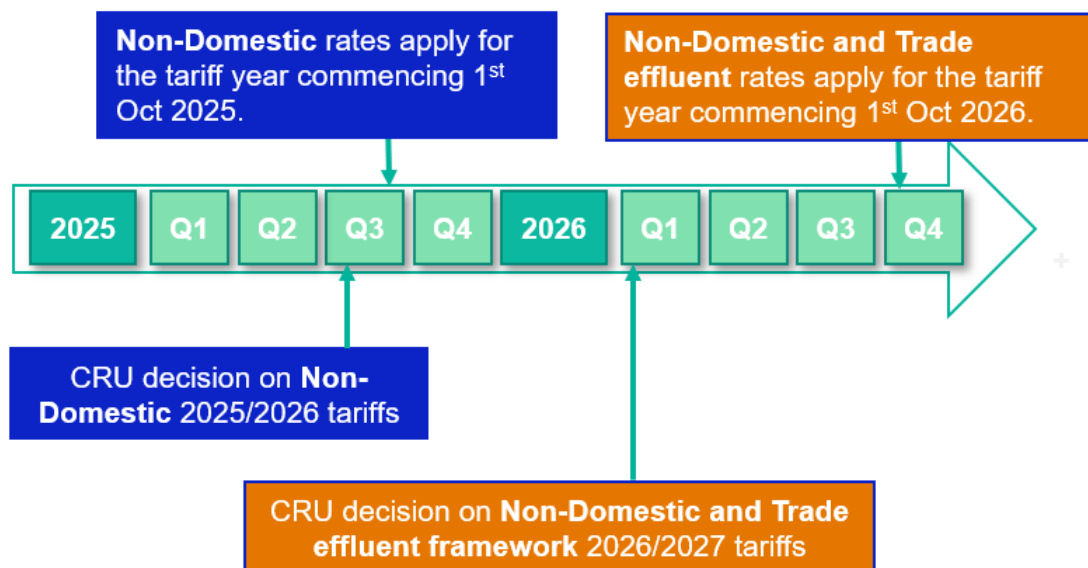 Non-Domestic rates apply for
the tariff year commencing 1st
Oct 2025.
Non-Domestic and Trade
effluent rates apply for the tariff
year commencing 1st Oct 2026.
2025 Q1 Q2 Q3 Q4 2026 Q1 Q2 Q3 Q4
CRU decision on Non-
Domestic 2025/2026 tariffs
CRU decision on Non-Domestic and Trade
effluent framework 2026/2027 tariffs